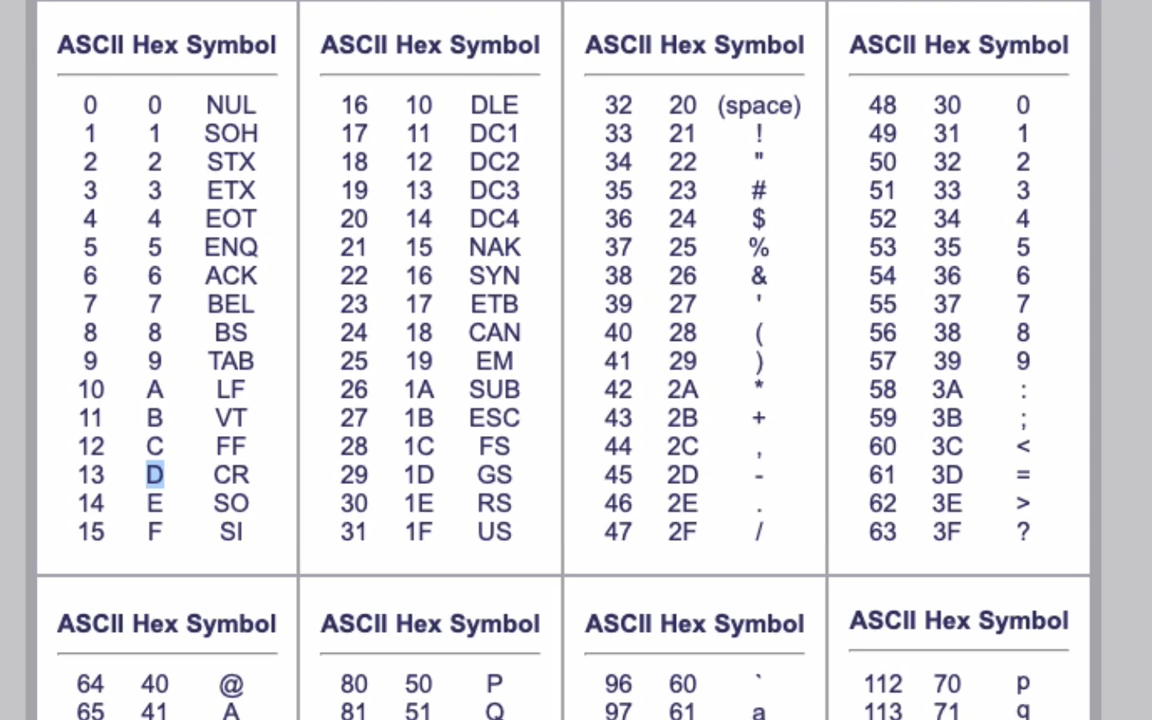 ASCII Hex Symbol
0 0 NUL
1 1 SOH
2 2 STX
3 3 ETX
4 4 EOT
5 5 ENQ
6 6 ACK
7 7 BEL
8 8 BS
9 9 TAB
10 A LF
11 B VT
12 C FF
13 D CR
14 E SO
15 F SI
ASCII Hex Symbol
16 10 DLE
17 11 DC1
18 12 DC2
19 13 DC3
20 14 DC4
21 15 NAK
22 16 SYN
23 17 ETB
24 18 CAN
25 19 EM
26 1A SUB
27 1B ESC
28 1C FS
29 1D GS
30 1E RS
31 1F US
ASCII Hex Symbol
32 20 (space)
33 21 !
34 22 "
35 23 #
36 24 $
37 25 %
38 26 &
39 27 '
40 28 (
41 29 )
42 2A *
43 2B +
44 2C ,
45 2D -
46 2E .
47 2F /
ASCII Hex Symbol
48 30 0
49 31 1
50 32 2
51 33 3
52 34 4
53 35 5
54 36 6
55 37 7
56 38 8
57 39 9
58 3A :
59 3B ;
60 3C <
61 3D =
62 3E >
63 3F ?
ASCII Hex Symbol
64 40 @
65 41 A
ASCII Hex Symbol
80 50 P
81 51 Q
ASCII Hex Symbol
96 60 `
97 61 a
ASCII Hex Symbol
112 70 p
113 71 q